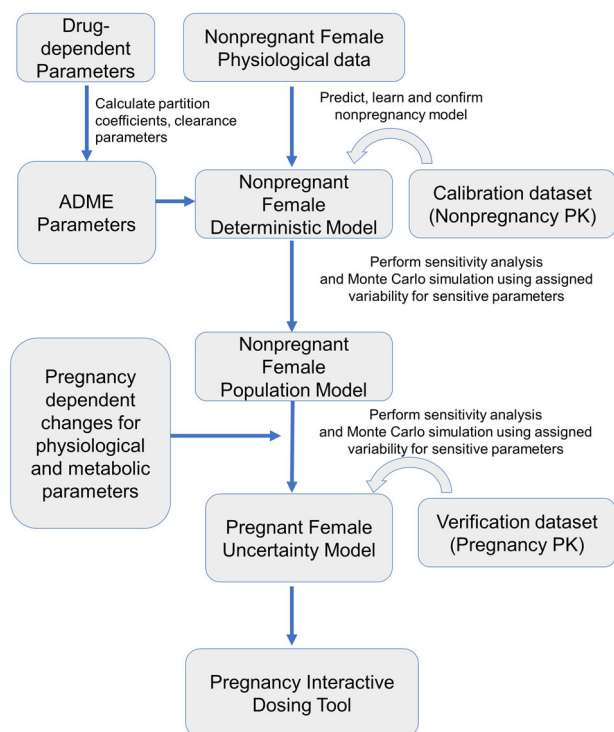 Drug-
dependent
Parameters
Nonpregnant Female
Physiological data
Calculate partition
coefficients, clearance
parameters
Predict, learn and confirm
nonpregnancy model
ADME
Parameters
Nonpregnant
Female
Deterministic Model
Calibration dataset
(Nonpregnancy PK)
Perform sensitivity analysis
and Monte Carlo simulation using assigned
variability for sensitive parameters
Nonpregnant
Female
Population Model
Pregnancy
dependent
changes for
physiological
and metabolic
parameters
Perform sensitivity analysis
and Monte Carlo simulation using assigned
variability for sensitive parameters
Pregnant Female
Uncertainty Model
Verification dataset
(Pregnancy PK)
Pregnancy Interactive
Dosing Tool